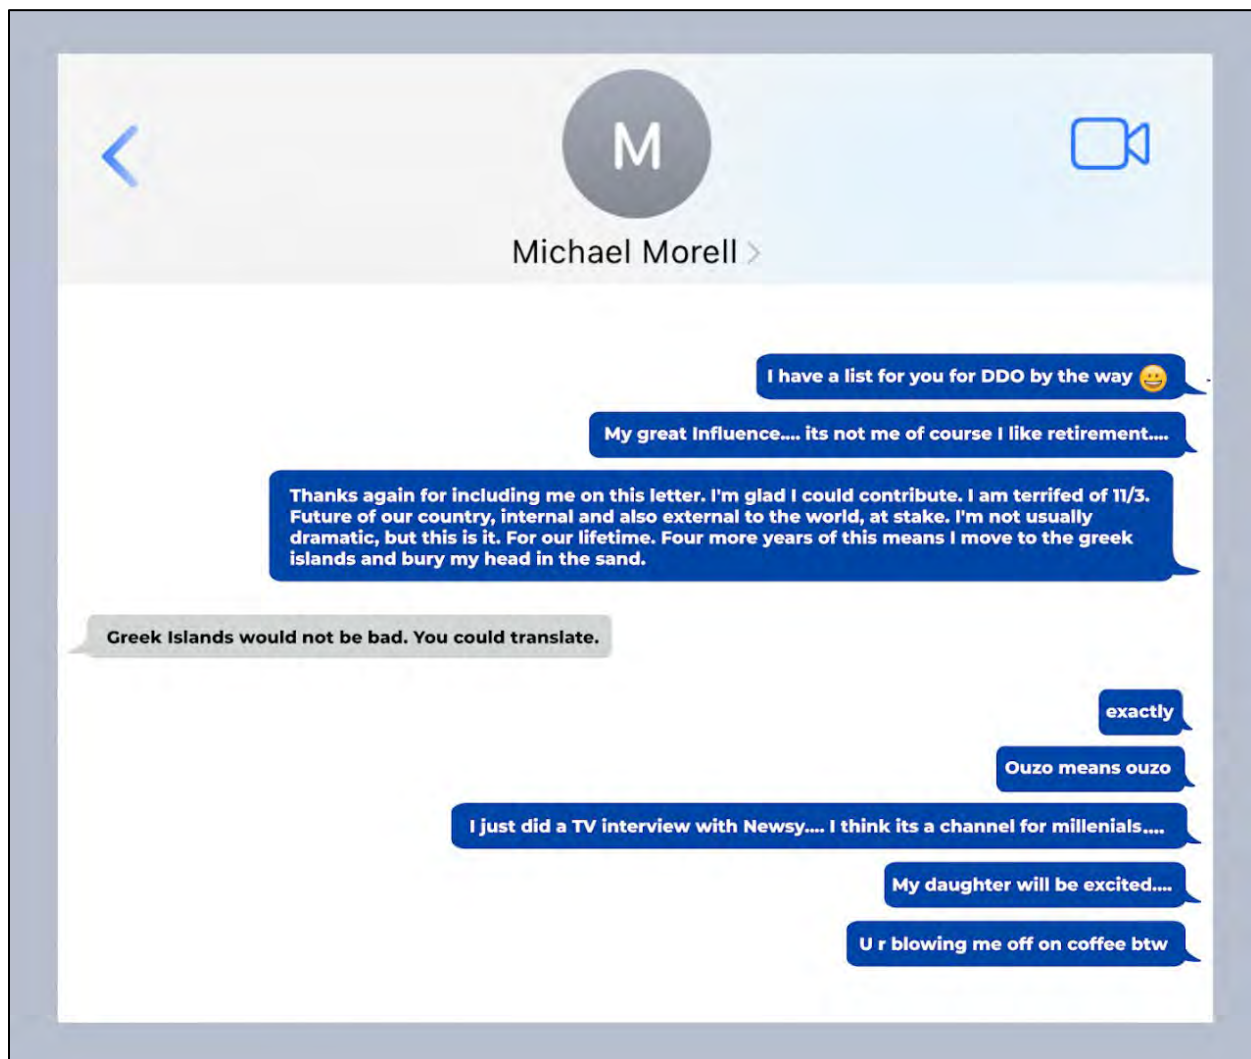 M
Michael Morell >
I have a list for you for DDO by the way 😀
My great Influence.... its not me of course I like retirement....
Thanks again for including me on this letter. I'm glad I could contribute. I am terrifed of 11/3.
Future of our country, internal and also external to the world, at stake. I'm not usually
dramatic, but this is it. For our lifetime. Four more years of this means I move to the greek
islands and bury my head in the sand.
Greek Islands would not be bad. You could translate.
exactly
Ouzo means ouzo
I just did a TV interview with Newsy.... I think its a channel for millenials....
My daughter will be excited....
U r blowing me off on coffee btw